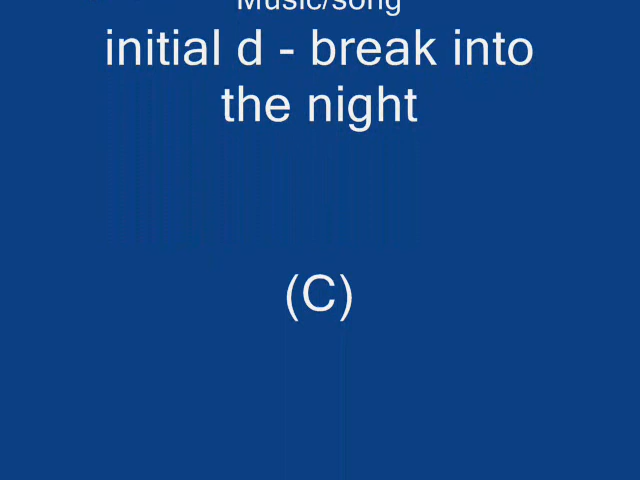 Music/song
initial d - break into
the night
(C)